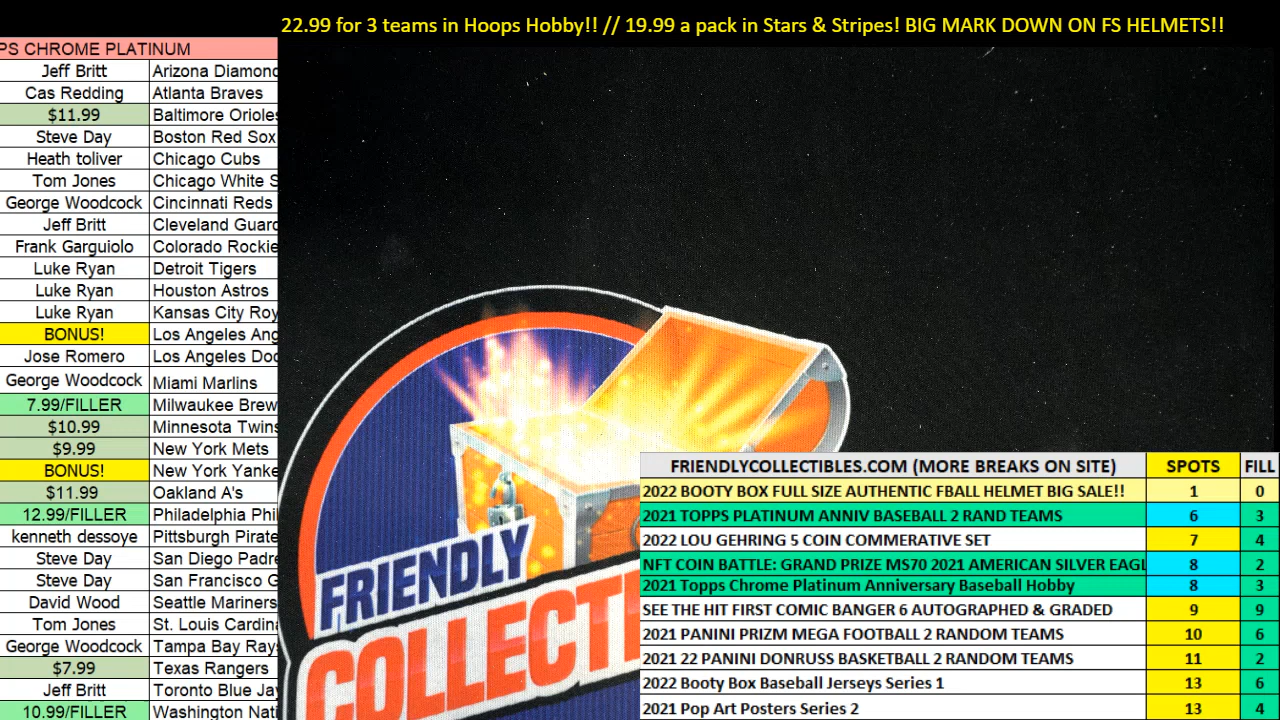 22.99 for 3 teams in Hoops Hobby!! // 19.99 a pack in Stars & Stripes! BIG MARK DOWN ON FS HELMETS!!
PS CHROME PLATINUM
Jeff Britt Arizona Diamond
Cas Redding Atlanta Braves
$11.99 Baltimore Orioles
Steve Day Boston Red Sox
Heath toliver Chicago Cubs
Tom Jones Chicago White S
George Woodcock Cincinnati Reds
Jeff Britt Cleveland Guard
Frank Garguiolo Colorado Rockie
Luke Ryan Detroit Tigers
Luke Ryan Houston Astros
Luke Ryan Kansas City Roy
BONUS! Los Angeles Ang
Jose Romero Los Angeles Doc
George Woodcock Miami Marlins
7.99/FILLER Milwaukee Brew
$10.99 Minnesota Twins
$9.99 New York Mets
BONUS! New York Yanke
$11.99 Oakland A's
12.99/FILLER Philadelphia Phil
kenneth dessoye Pittsburgh Pirate
Steve Day San Diego Padre
Steve Day San Francisco G
David Wood Seattle Mariners
Tom Jones St. Louis Cardina
George Woodcock Tampa Bay Rays
$7.99 Texas Rangers
Jeff Britt Toronto Blue Jay
10.99/FILLER Washington Nati
FRIENDLY
COLLECTI
FRIENDLYCOLLECTIBLES.COM (MORE BREAKS ON SITE) SPOTS FILL
2022 BOOTY BOX FULL SIZE AUTHENTIC FBALL HELMET BIG SALE!! 1 0
2021 TOPPS PLATINUM ANNIV BASEBALL 2 RAND TEAMS 6 3
2022 LOU GEHRING 5 COIN COMMERATIVE SET 7 4
NFT COIN BATTLE: GRAND PRIZE MS70 2021 AMERICAN SILVER EAGL 8 2
2021 Topps Chrome Platinum Anniversary Baseball Hobby 8 3
SEE THE HIT FIRST COMIC BANGER 6 AUTOGRAPHED & GRADED 9 9
2021 PANINI PRIZM MEGA FOOTBALL 2 RANDOM TEAMS 10 6
2021 22 PANINI DONRUSS BASKETBALL 2 RANDOM TEAMS 11 2
2022 Booty Box Baseball Jerseys Series 1 13 6
2021 Pop Art Posters Series 2 13 4